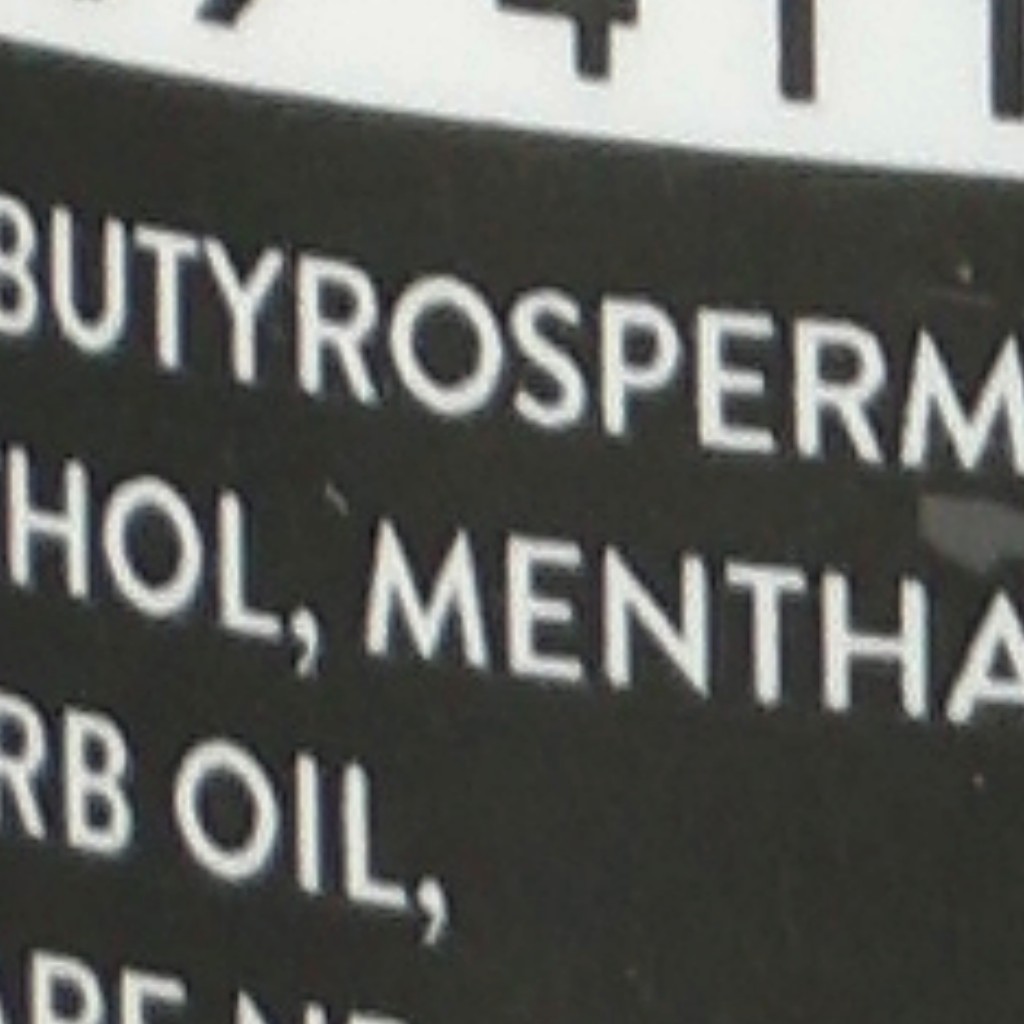 BUTYROSPERM
HOL, MENTHA
RB OIL,